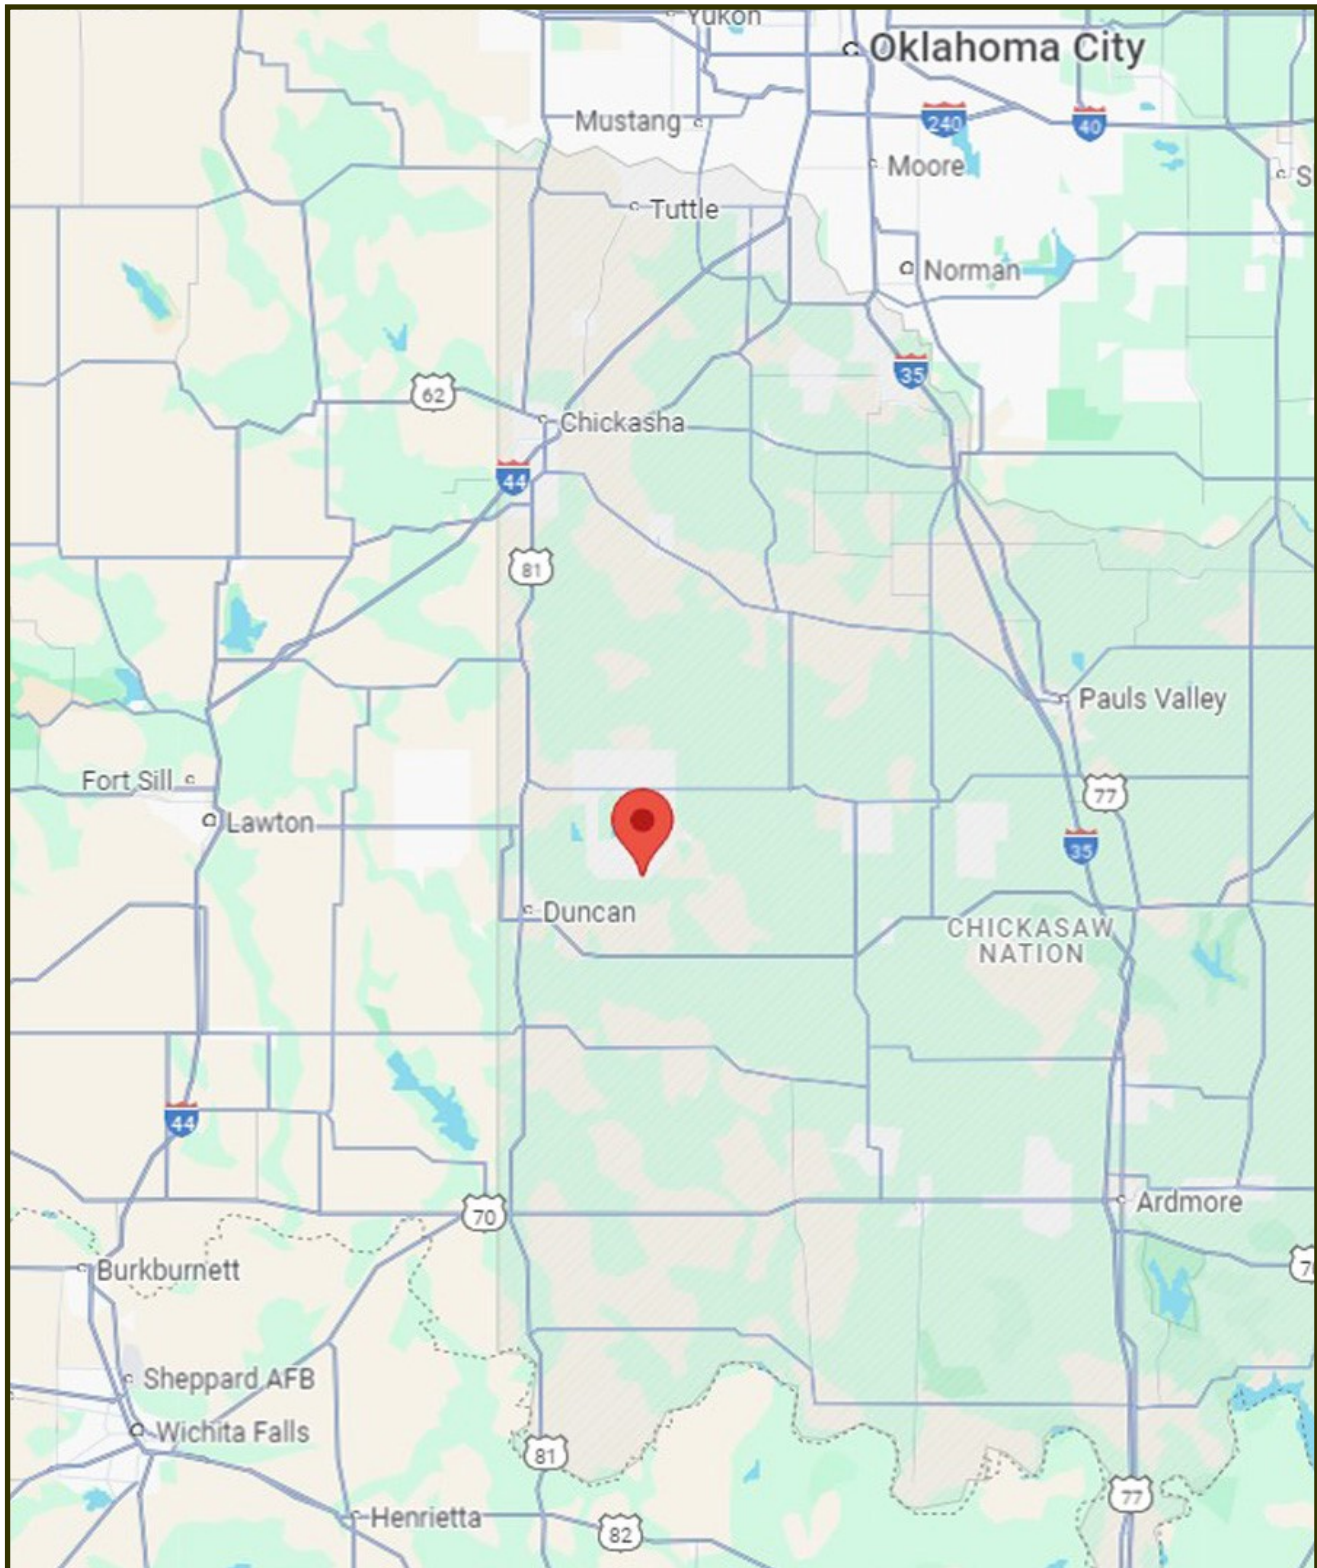 Yukon
Oklahoma City
Mustang
240
40
Moore
S
Tuttle
Norman
35
62
Chickasha
44
81
Pauls Valley
Fort Sill
77
Lawton
35
Duncan
CHICKASAW
NATION
44
Ardmore
70
Burkburnett
7
Sheppard AFB
Wichita Falls
81
77
Henrietta
82